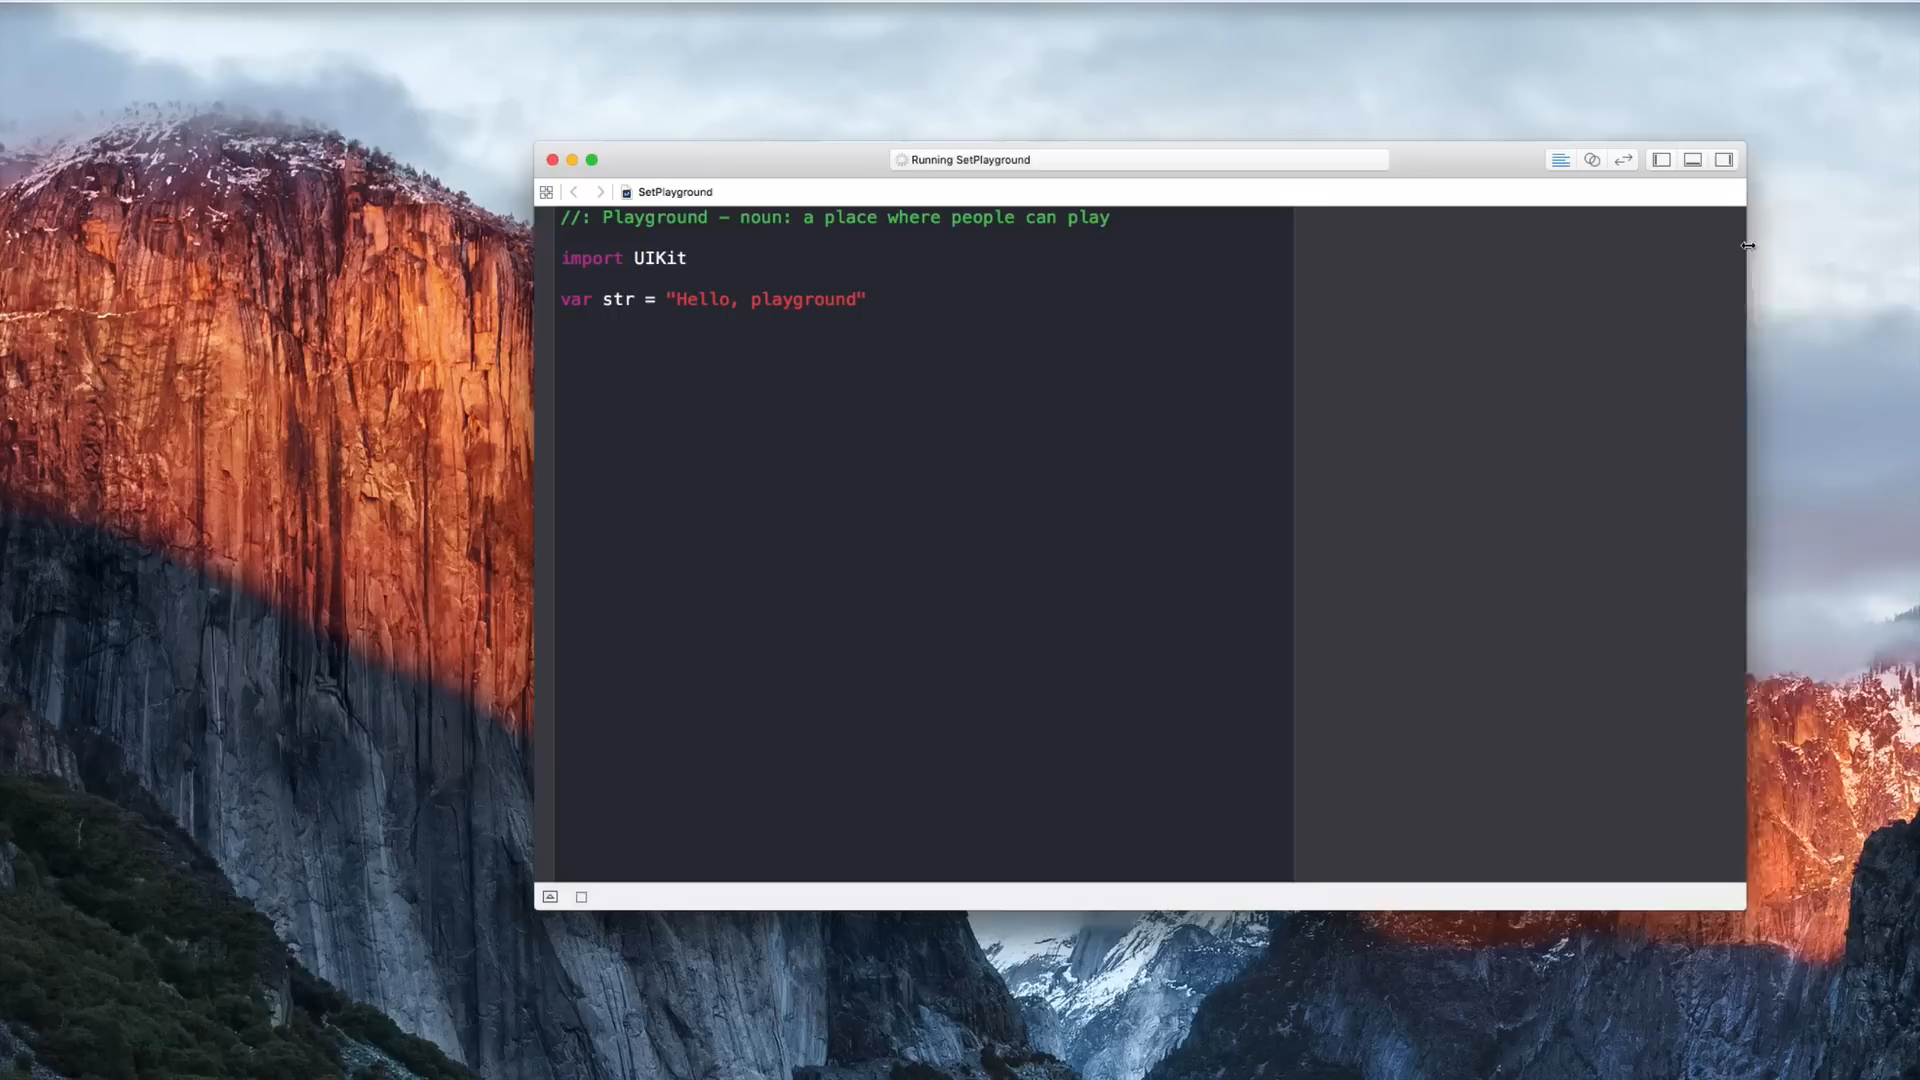 Running SetPlayground
SetPlayground
//: Playground – noun: a place where people can play
import UIKit
var str = "Hello, playground"